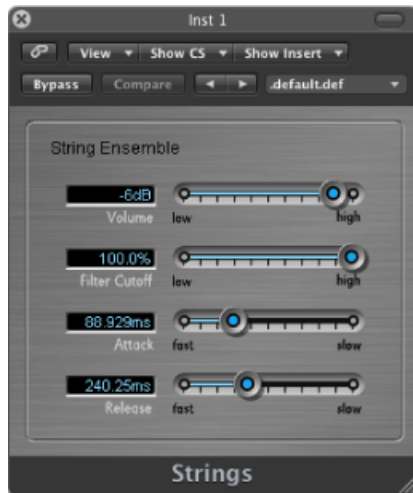 Inst 1
View Show CS Show Insert
Bypass Compare .default.def
String Ensemble
-6dB
Volume low high
100.0%
Filter Cutoff low high
88.929ms
Attack fast slow
240.25ms
Release fast slow
Strings